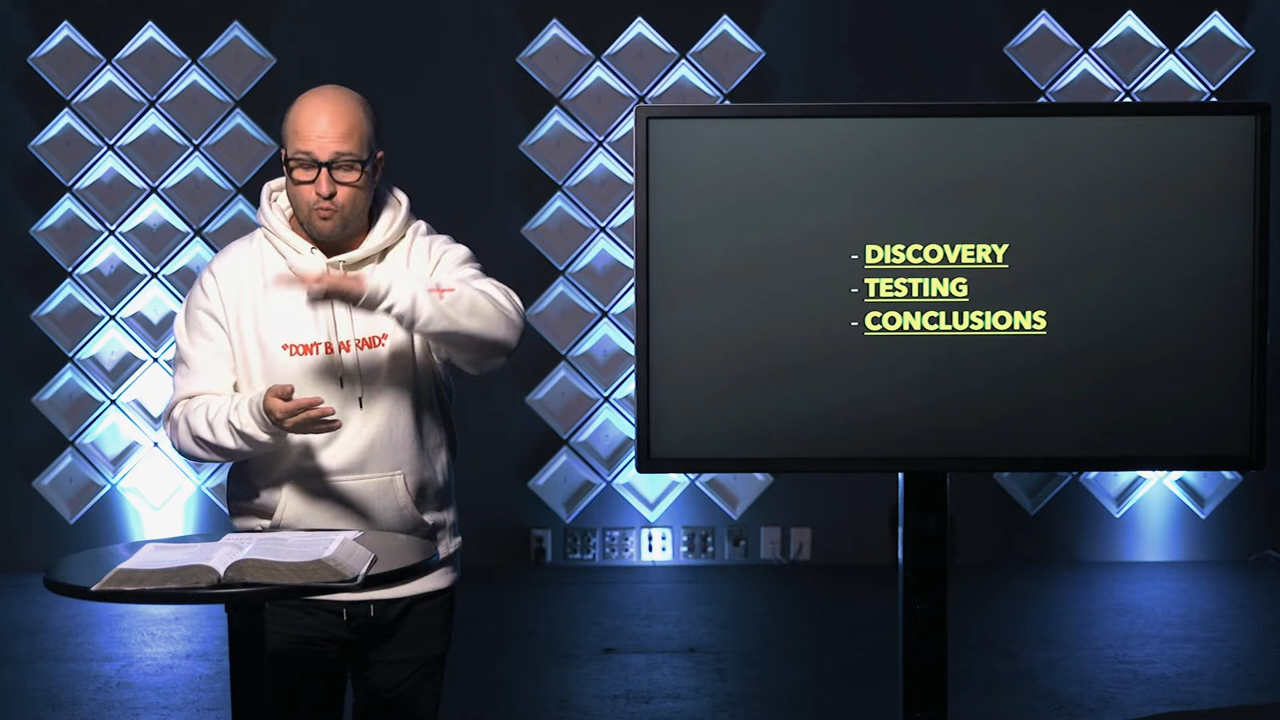 "DON'T BE AFRAID."
- DISCOVERY
- TESTING
- CONCLUSIONS